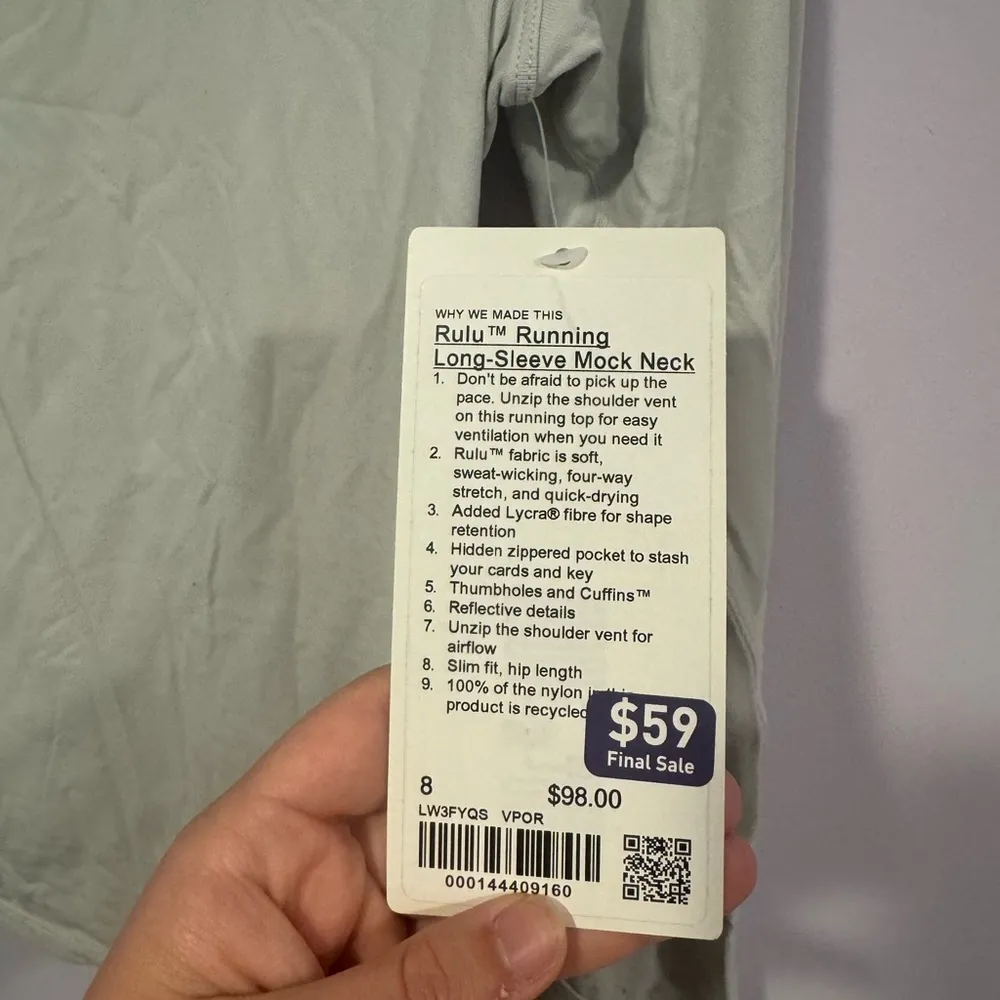 WHY WE MADE THIS
Rulu™ Running
Long-Sleeve Mock Neck
1. Don't be afraid to pick up the
pace. Unzip the shoulder vent
on this running top for easy
ventilation when you need it
2. Rulu™ fabric is soft,
sweat-wicking, four-way
stretch, and quick-drying
3. Added Lycra® fibre for shape
retention
4. Hidden zippered pocket to stash
your cards and key
5. Thumbholes and Cuffins™
6. Reflective details
7. Unzip the shoulder vent for
airflow
8. Slim fit, hip length
9. 100% of the nylon
product is recycled
$59
Final Sale
8 $98.00
LW3FYQS VPOR
000144409160